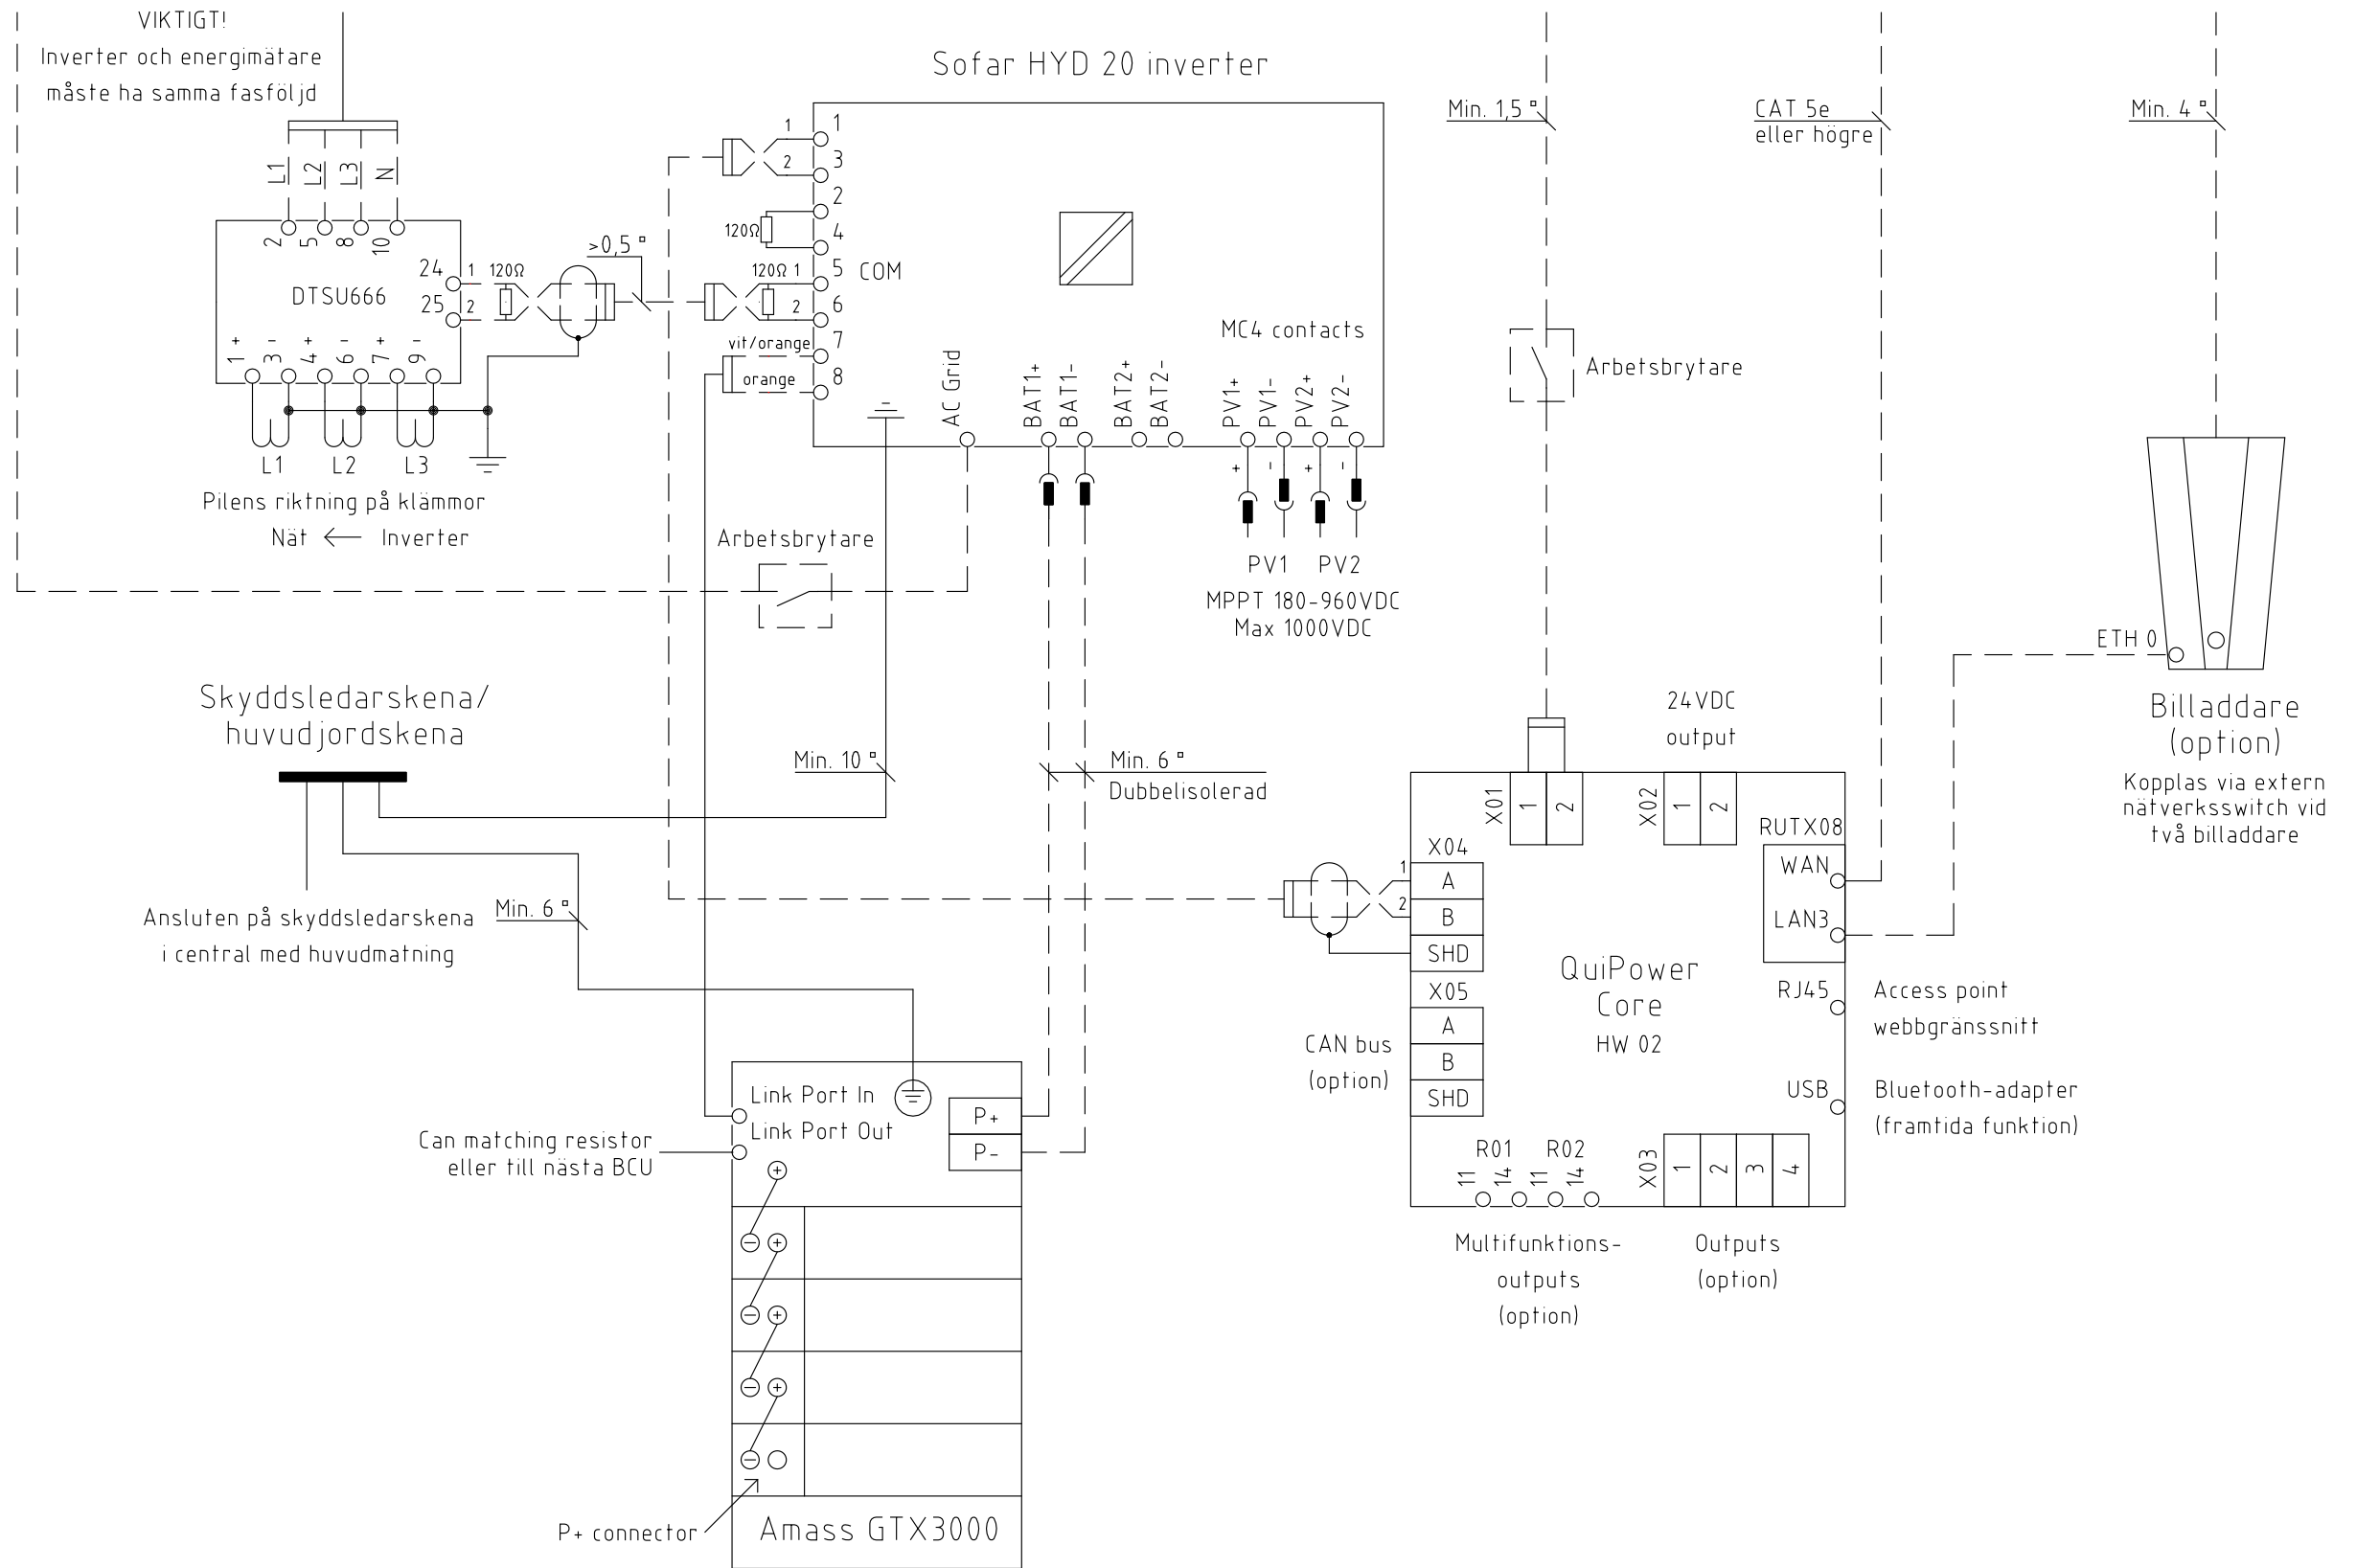 VIKTIGT!
Inverter och energimätare
måste ha samma fasföljd
L1
L2
L3
N
2
5
8
10
DTSU666
24
25
1
2
120Ω
1 +
3 -
4 +
6 -
7 +
9 -
L1
L2
L3
Pilens riktning på klämmor
Nät
Inverter
>0,5 ▫
Sofar HYD 20 inverter
1
2
120Ω
120Ω 1
2
vit/orange
orange
1
3
2
4
5
6
7
8
COM
MC4 contacts
AC Grid
BAT1+
BAT1-
BAT2+
BAT2-
PV1+
PV1-
PV2+
PV2-
+
-
+
-
PV1
PV2
MPPT 180-960VDC
Max 1000VDC
Arbetsbrytare
Min. 1,5 ▫
Arbetsbrytare
CAT 5e
eller högre
Min. 4 ▫
ETH 0
Billaddare
(option)
Kopplas via extern
nätverksswitch vid
två billaddare
Skyddsledarskena/
huvudjordskena
Ansluten på skyddsledarskena
i central med huvudmatning
Min. 6 ▫
Min. 10 ▫
Min. 6 ▫
Dubbelisolerad
24VDC
output
X01
1
2
X02
1
2
RUTX08
WAN
LAN3
X04
1
2
A
B
SHD
X05
A
B
SHD
CAN bus
(option)
QuiPower
Core
HW 02
RJ45
Access point
webbgränssnitt
USB
Bluetooth-adapter
(framtida funktion)
R01
R02
11
14
11
14
X03
1
2
3
4
Multifunktions-
outputs
(option)
Outputs
(option)
Link Port In
Link Port Out
P+
P-
Can matching resistor
eller till nästa BCU
+
- +
- +
- +
-
P+ connector
Amass GTX3000